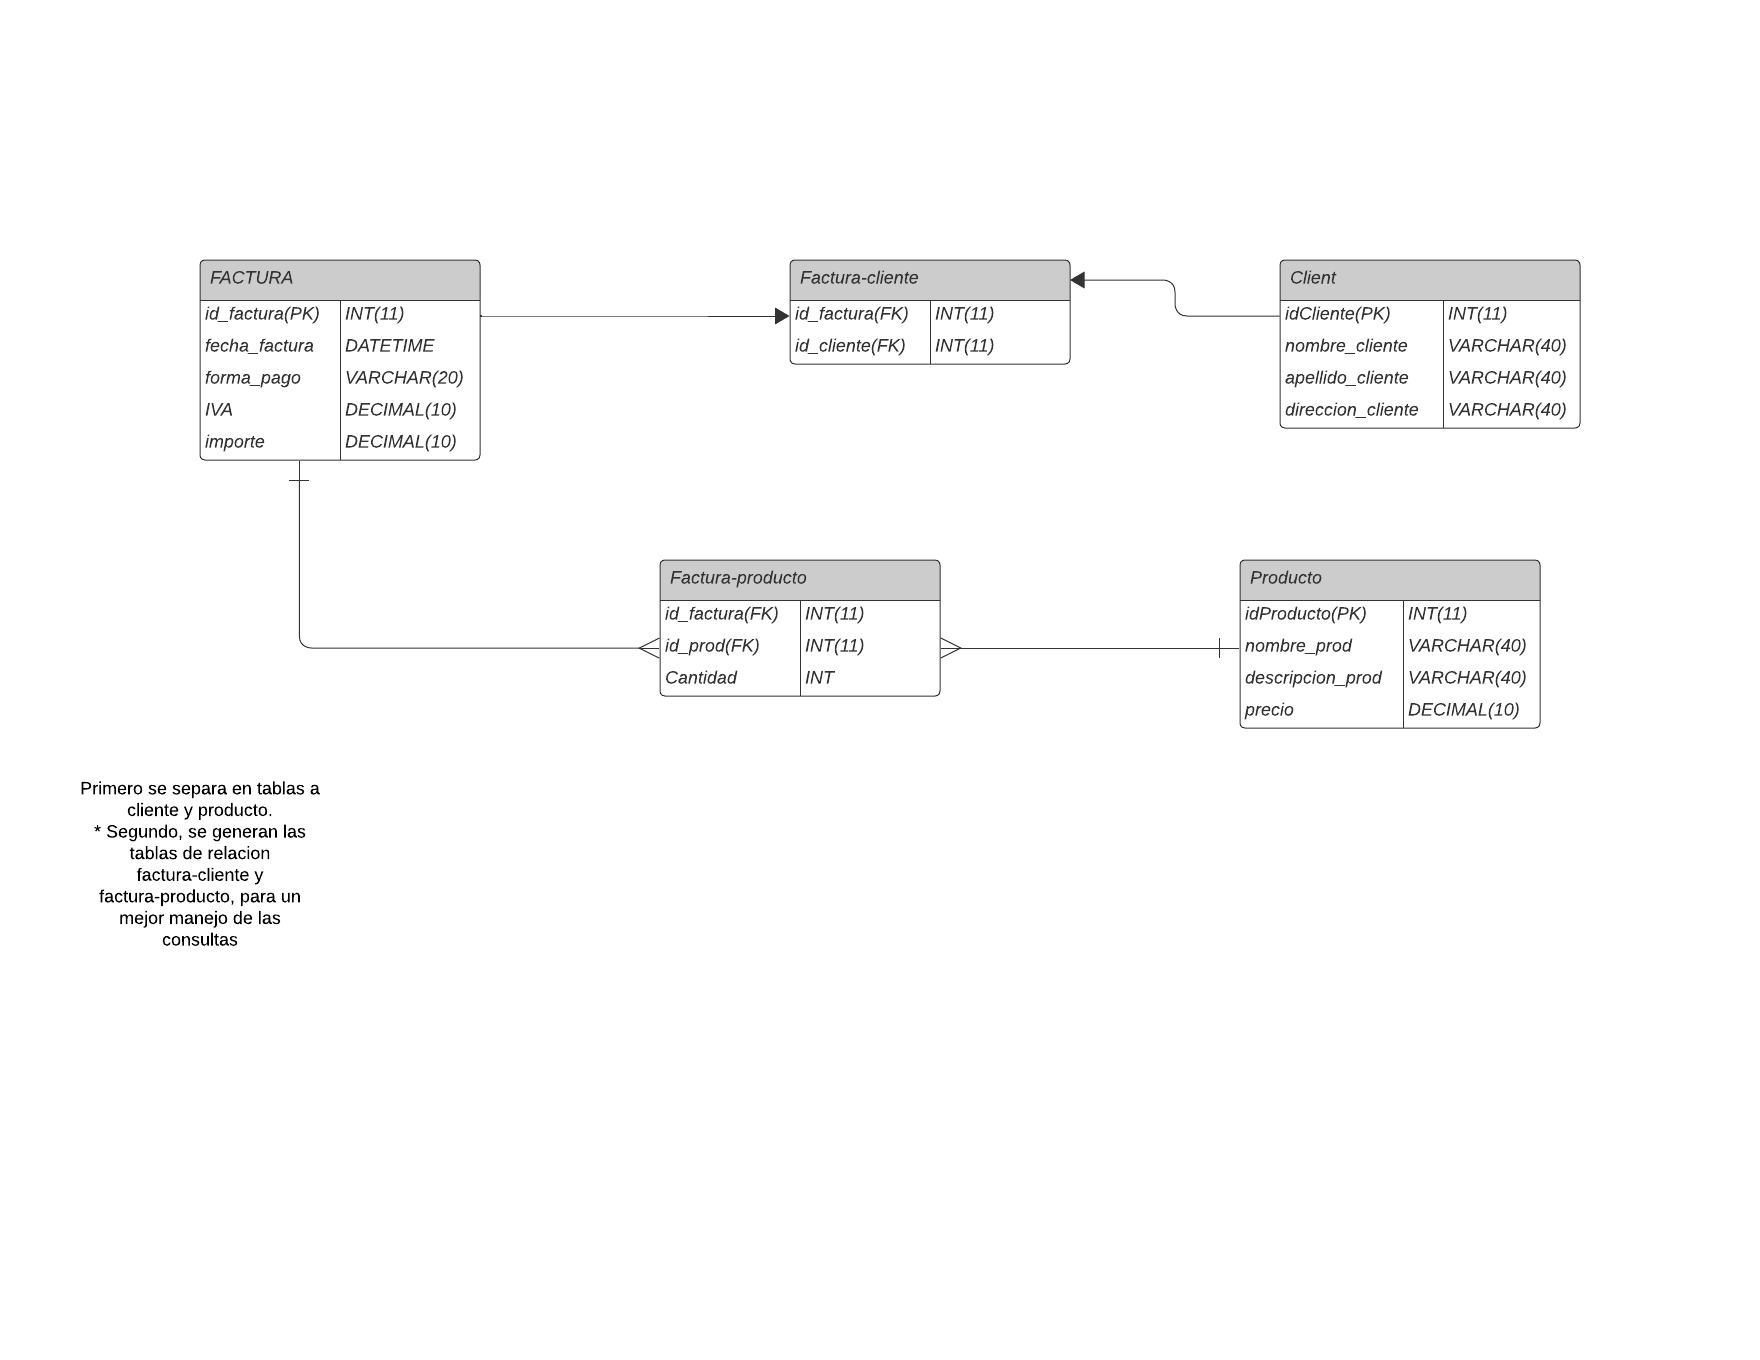 FACTURA
id_factura(PK) INT(11)
fecha_factura DATETIME
forma_pago VARCHAR(20)
IVA DECIMAL(10)
importe DECIMAL(10)
Factura-cliente
id_factura(FK) INT(11)
id_cliente(FK) INT(11)
Client
idCliente(PK) INT(11)
nombre_cliente VARCHAR(40)
apellido_cliente VARCHAR(40)
direccion_cliente VARCHAR(40)
Factura-producto
id_factura(FK) INT(11)
id_prod(FK) INT(11)
Cantidad INT
Producto
idProducto(PK) INT(11)
nombre_prod VARCHAR(40)
descripcion_prod VARCHAR(40)
precio DECIMAL(10)
Primero se separa en tablas a
cliente y producto.
* Segundo, se generan las
tablas de relacion
factura-cliente y
factura-producto, para un
mejor manejo de las
consultas